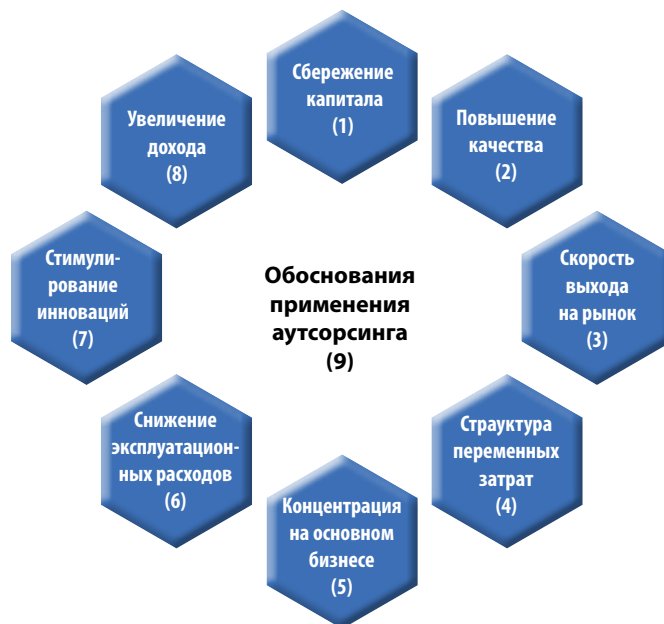 Сбережение
капитала
(1)
Повышение
качества
(2)
Скорость
выхода
на рынок
(3)
Структура
переменных
затрат
(4)
Концентрация
на основном
бизнесе
(5)
Снижение
эксплуатацион-
ных расходов
(6)
Стимули-
рование
инноваций
(7)
Увеличение
дохода
(8)
Обоснования
применения
аутсорсинга
(9)